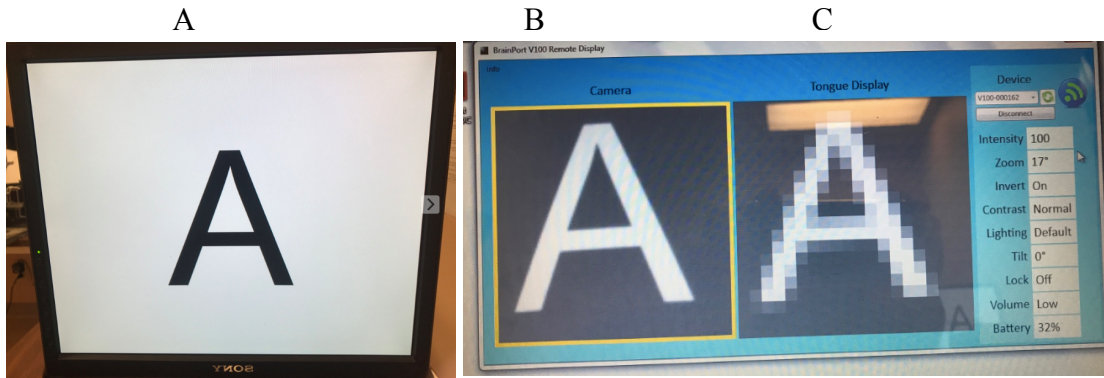 A B C
A
SONY
BrainPort V100 Remote Display
Info
Camera
Tongue Display
A
A
Device
V100-000162
Disconnect
Intensity 100
Zoom 17°
Invert On
Contrast Normal
Lighting Default
Tilt 0°
Lock Off
Volume Low
Battery 32%